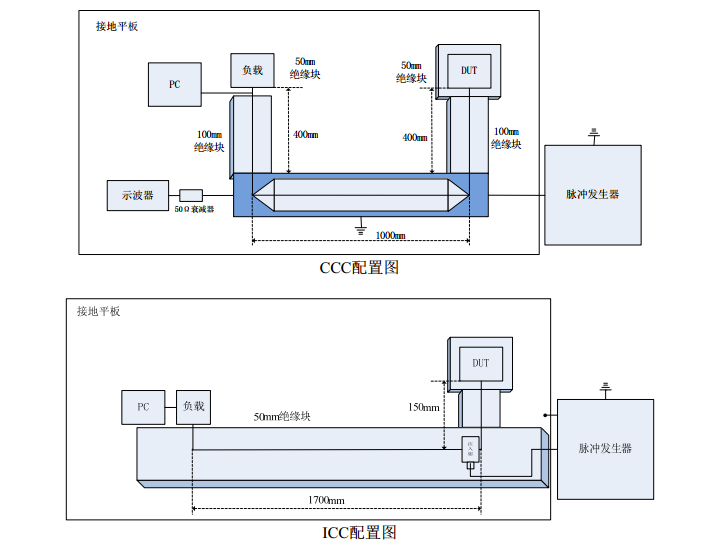 接地平板
PC
负载
50mm
绝缘块
50mm
绝缘块
DUT
100mm
绝缘块
400mm
400mm
100mm
绝缘块
示波器
50Ω衰减器
脉冲发生器
1000mm
CCC配置图
接地平板
DUT
PC
负载
50mm绝缘块
150mm
脉冲发生器
1700mm
ICC配置图